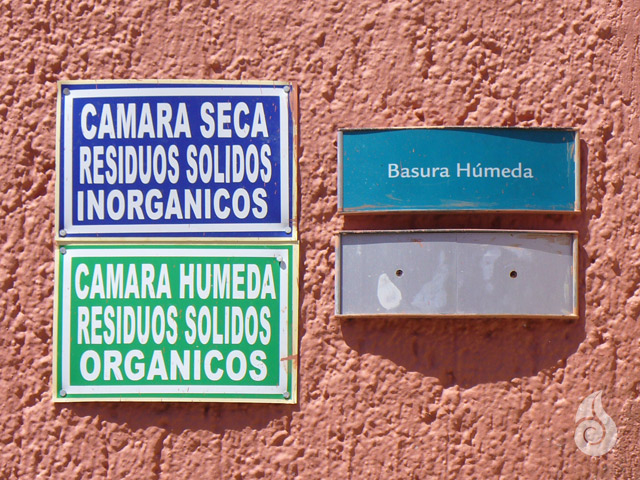 CAMARA SECA
RESIDUOS SOLIDOS
INORGANICOS
CAMARA HUMEDA
RESIDUOS SOLIDOS
ORGANICOS
Basura Húmeda